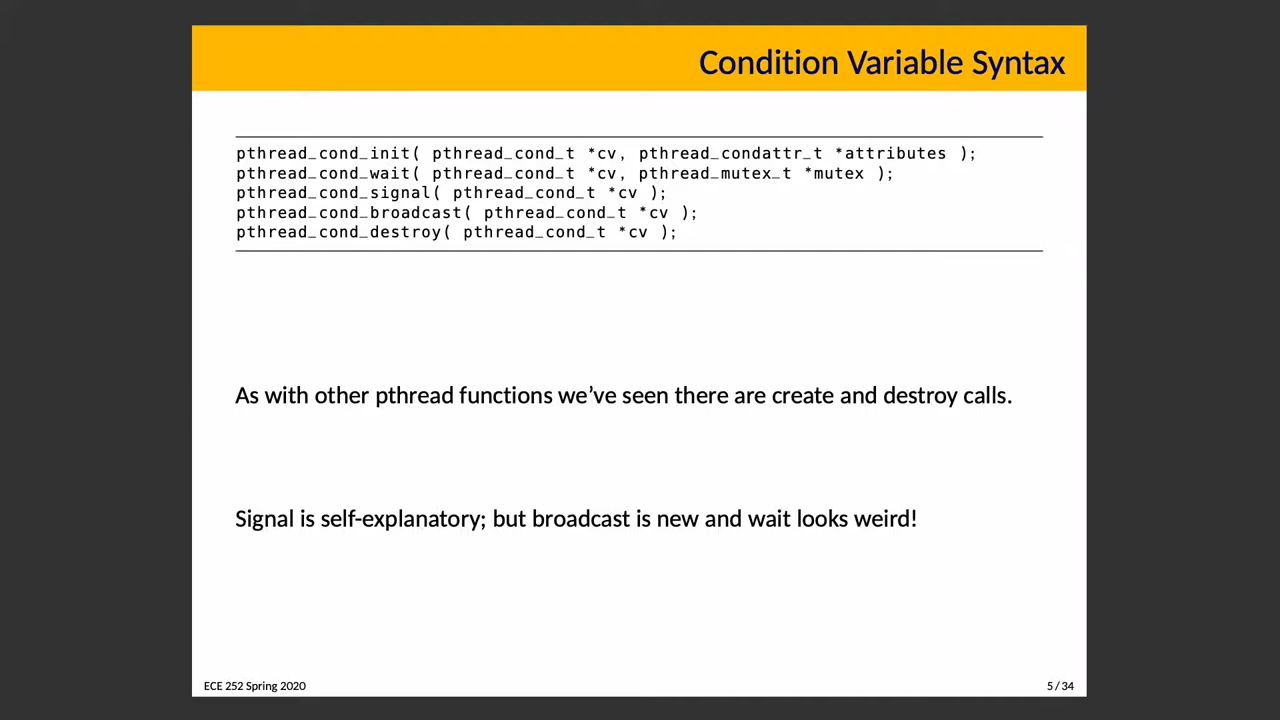 Condition Variable Syntax
pthread_cond_init( pthread_cond_t *cv, pthread_condattr_t *attributes );
pthread_cond_wait( pthread_cond_t *cv, pthread_mutex_t *mutex );
pthread_cond_signal( pthread_cond_t *cv );
pthread_cond_broadcast( pthread_cond_t *cv );
pthread_cond_destroy( pthread_cond_t *cv );
As with other pthread functions we’ve seen there are create and destroy calls.
Signal is self-explanatory; but broadcast is new and wait looks weird!
ECE 252 Spring 2020
5 / 34